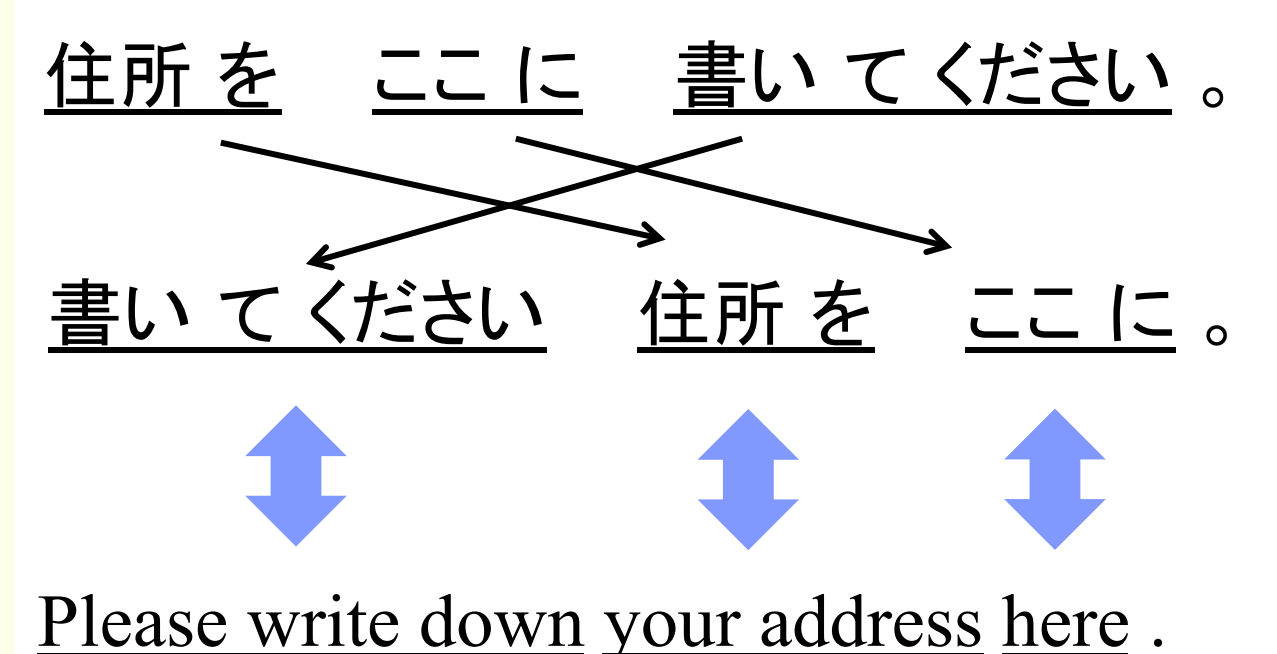 住所 を ここ に 書い て ください 。
書い て ください 住所 を ここ に 。
Please write down your address here .